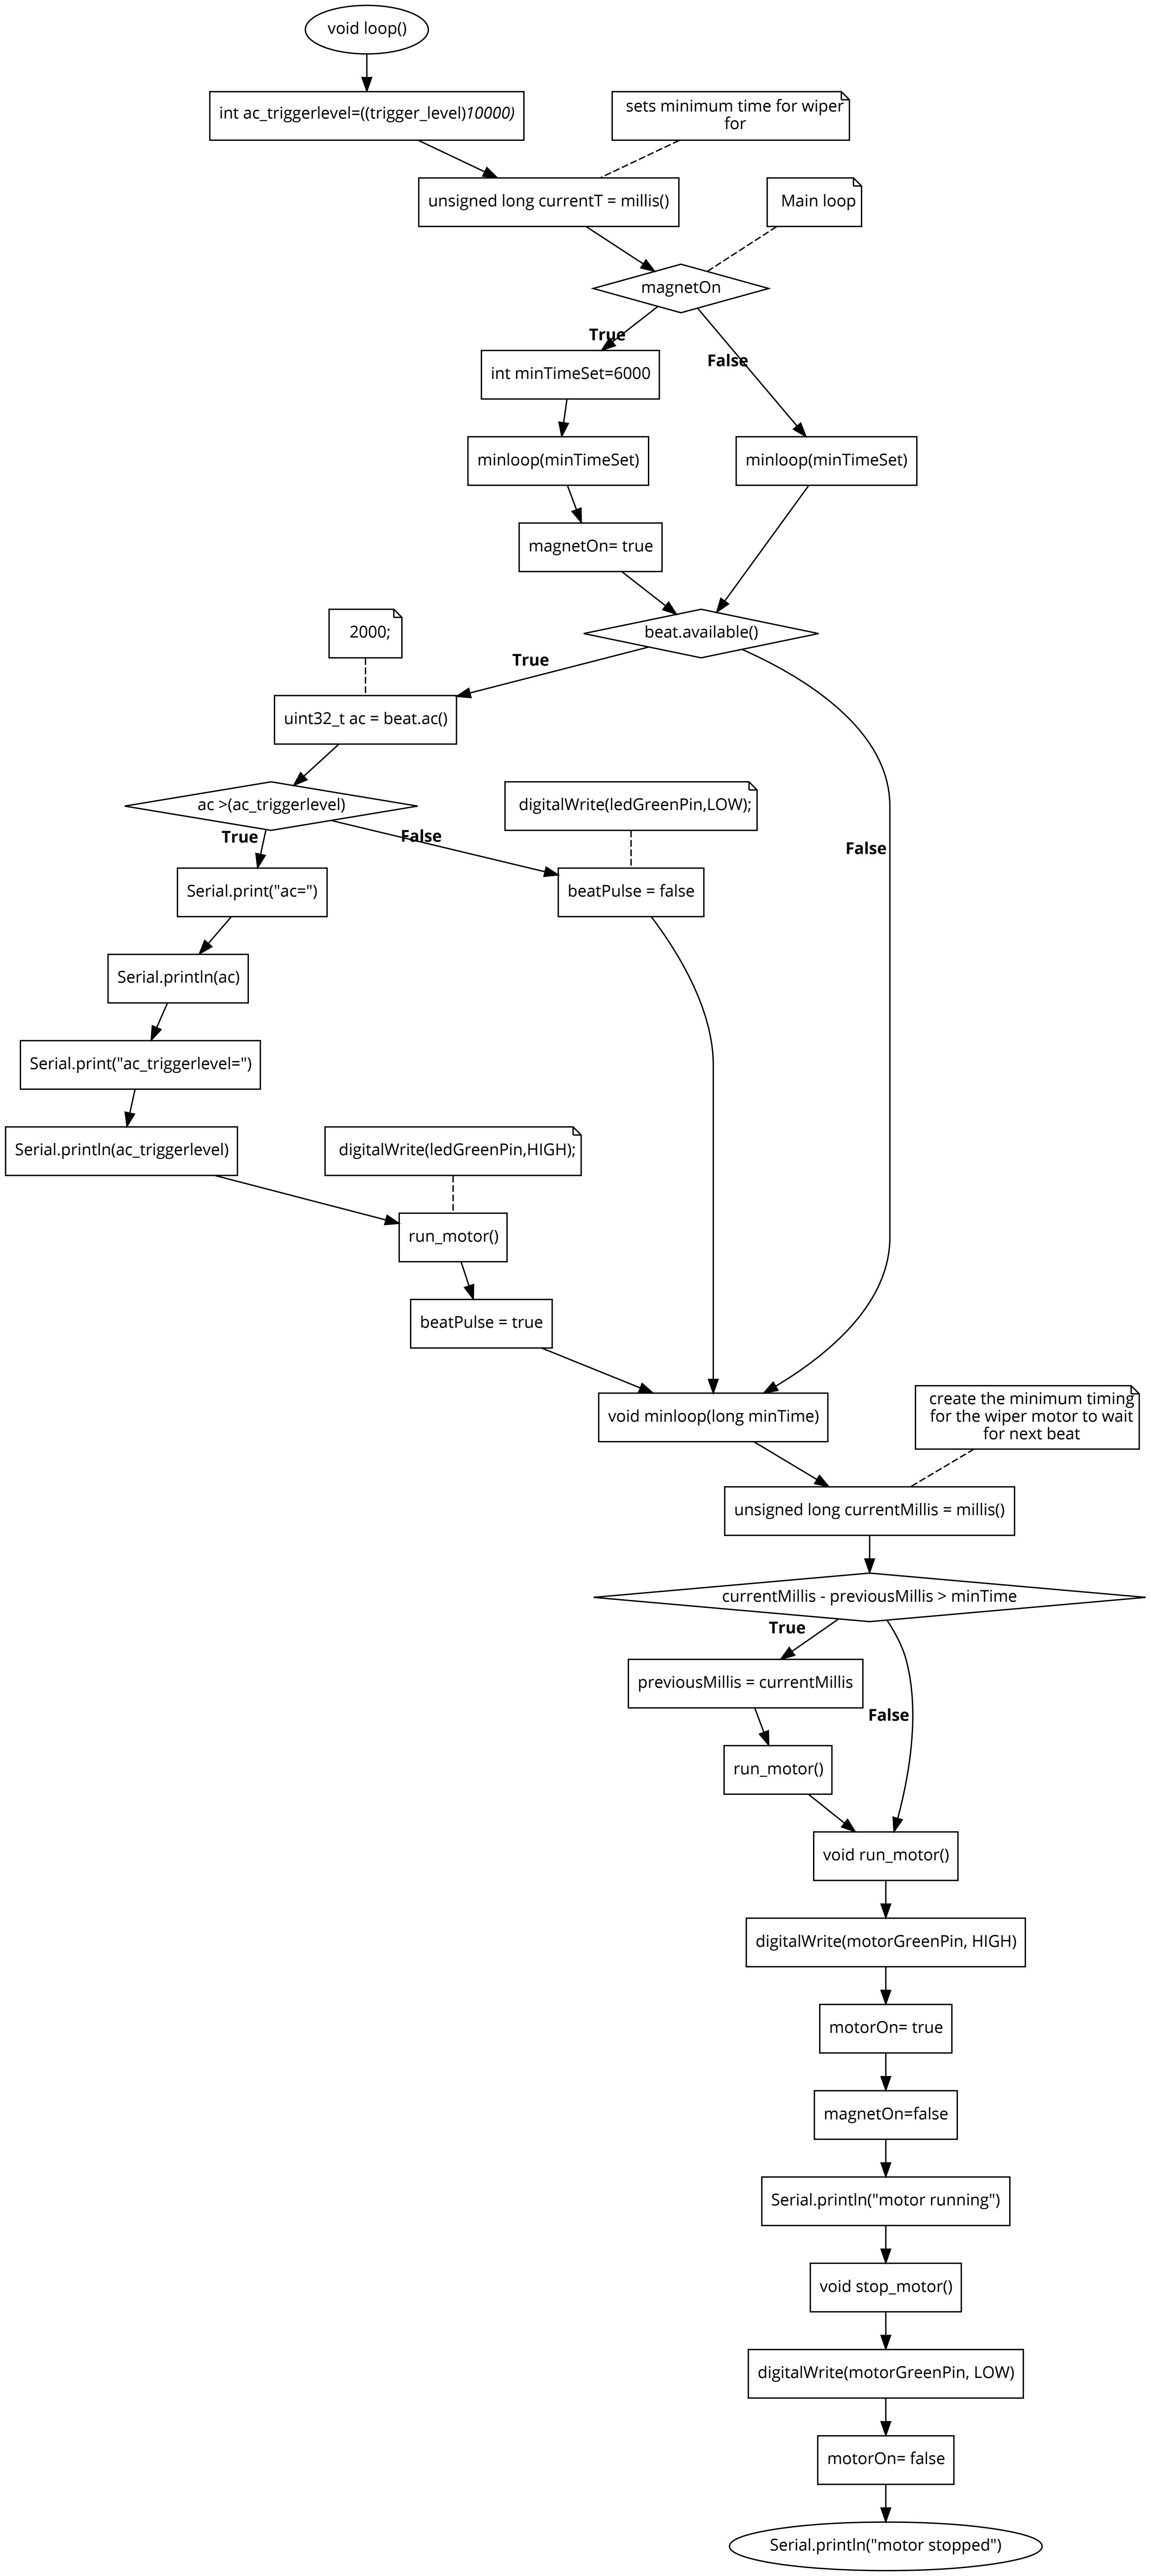 void loop()
int ac_triggerlevel=((trigger_level)10000)
sets minimum time for wiper
for
unsigned long currentT = millis()
Main loop
magnetOn
True
False
int minTimeSet=6000
minloop(minTimeSet)
minloop(minTimeSet)
magnetOn= true
beat.available()
2000;
True
uint32_t ac = beat.ac()
ac >(ac_triggerlevel)
digitalWrite(ledGreenPin,LOW);
True
False
False
Serial.print("ac=")
beatPulse = false
Serial.println(ac)
Serial.print("ac_triggerlevel=")
Serial.println(ac_triggerlevel)
digitalWrite(ledGreenPin,HIGH);
run_motor()
beatPulse = true
void minloop(long minTime)
create the minimum timing
for the wiper motor to wait
for next beat
unsigned long currentMillis = millis()
currentMillis - previousMillis > minTime
True
previousMillis = currentMillis
False
run_motor()
void run_motor()
digitalWrite(motorGreenPin, HIGH)
motorOn= true
magnetOn=false
Serial.println("motor running")
void stop_motor()
digitalWrite(motorGreenPin, LOW)
motorOn= false
Serial.println("motor stopped")